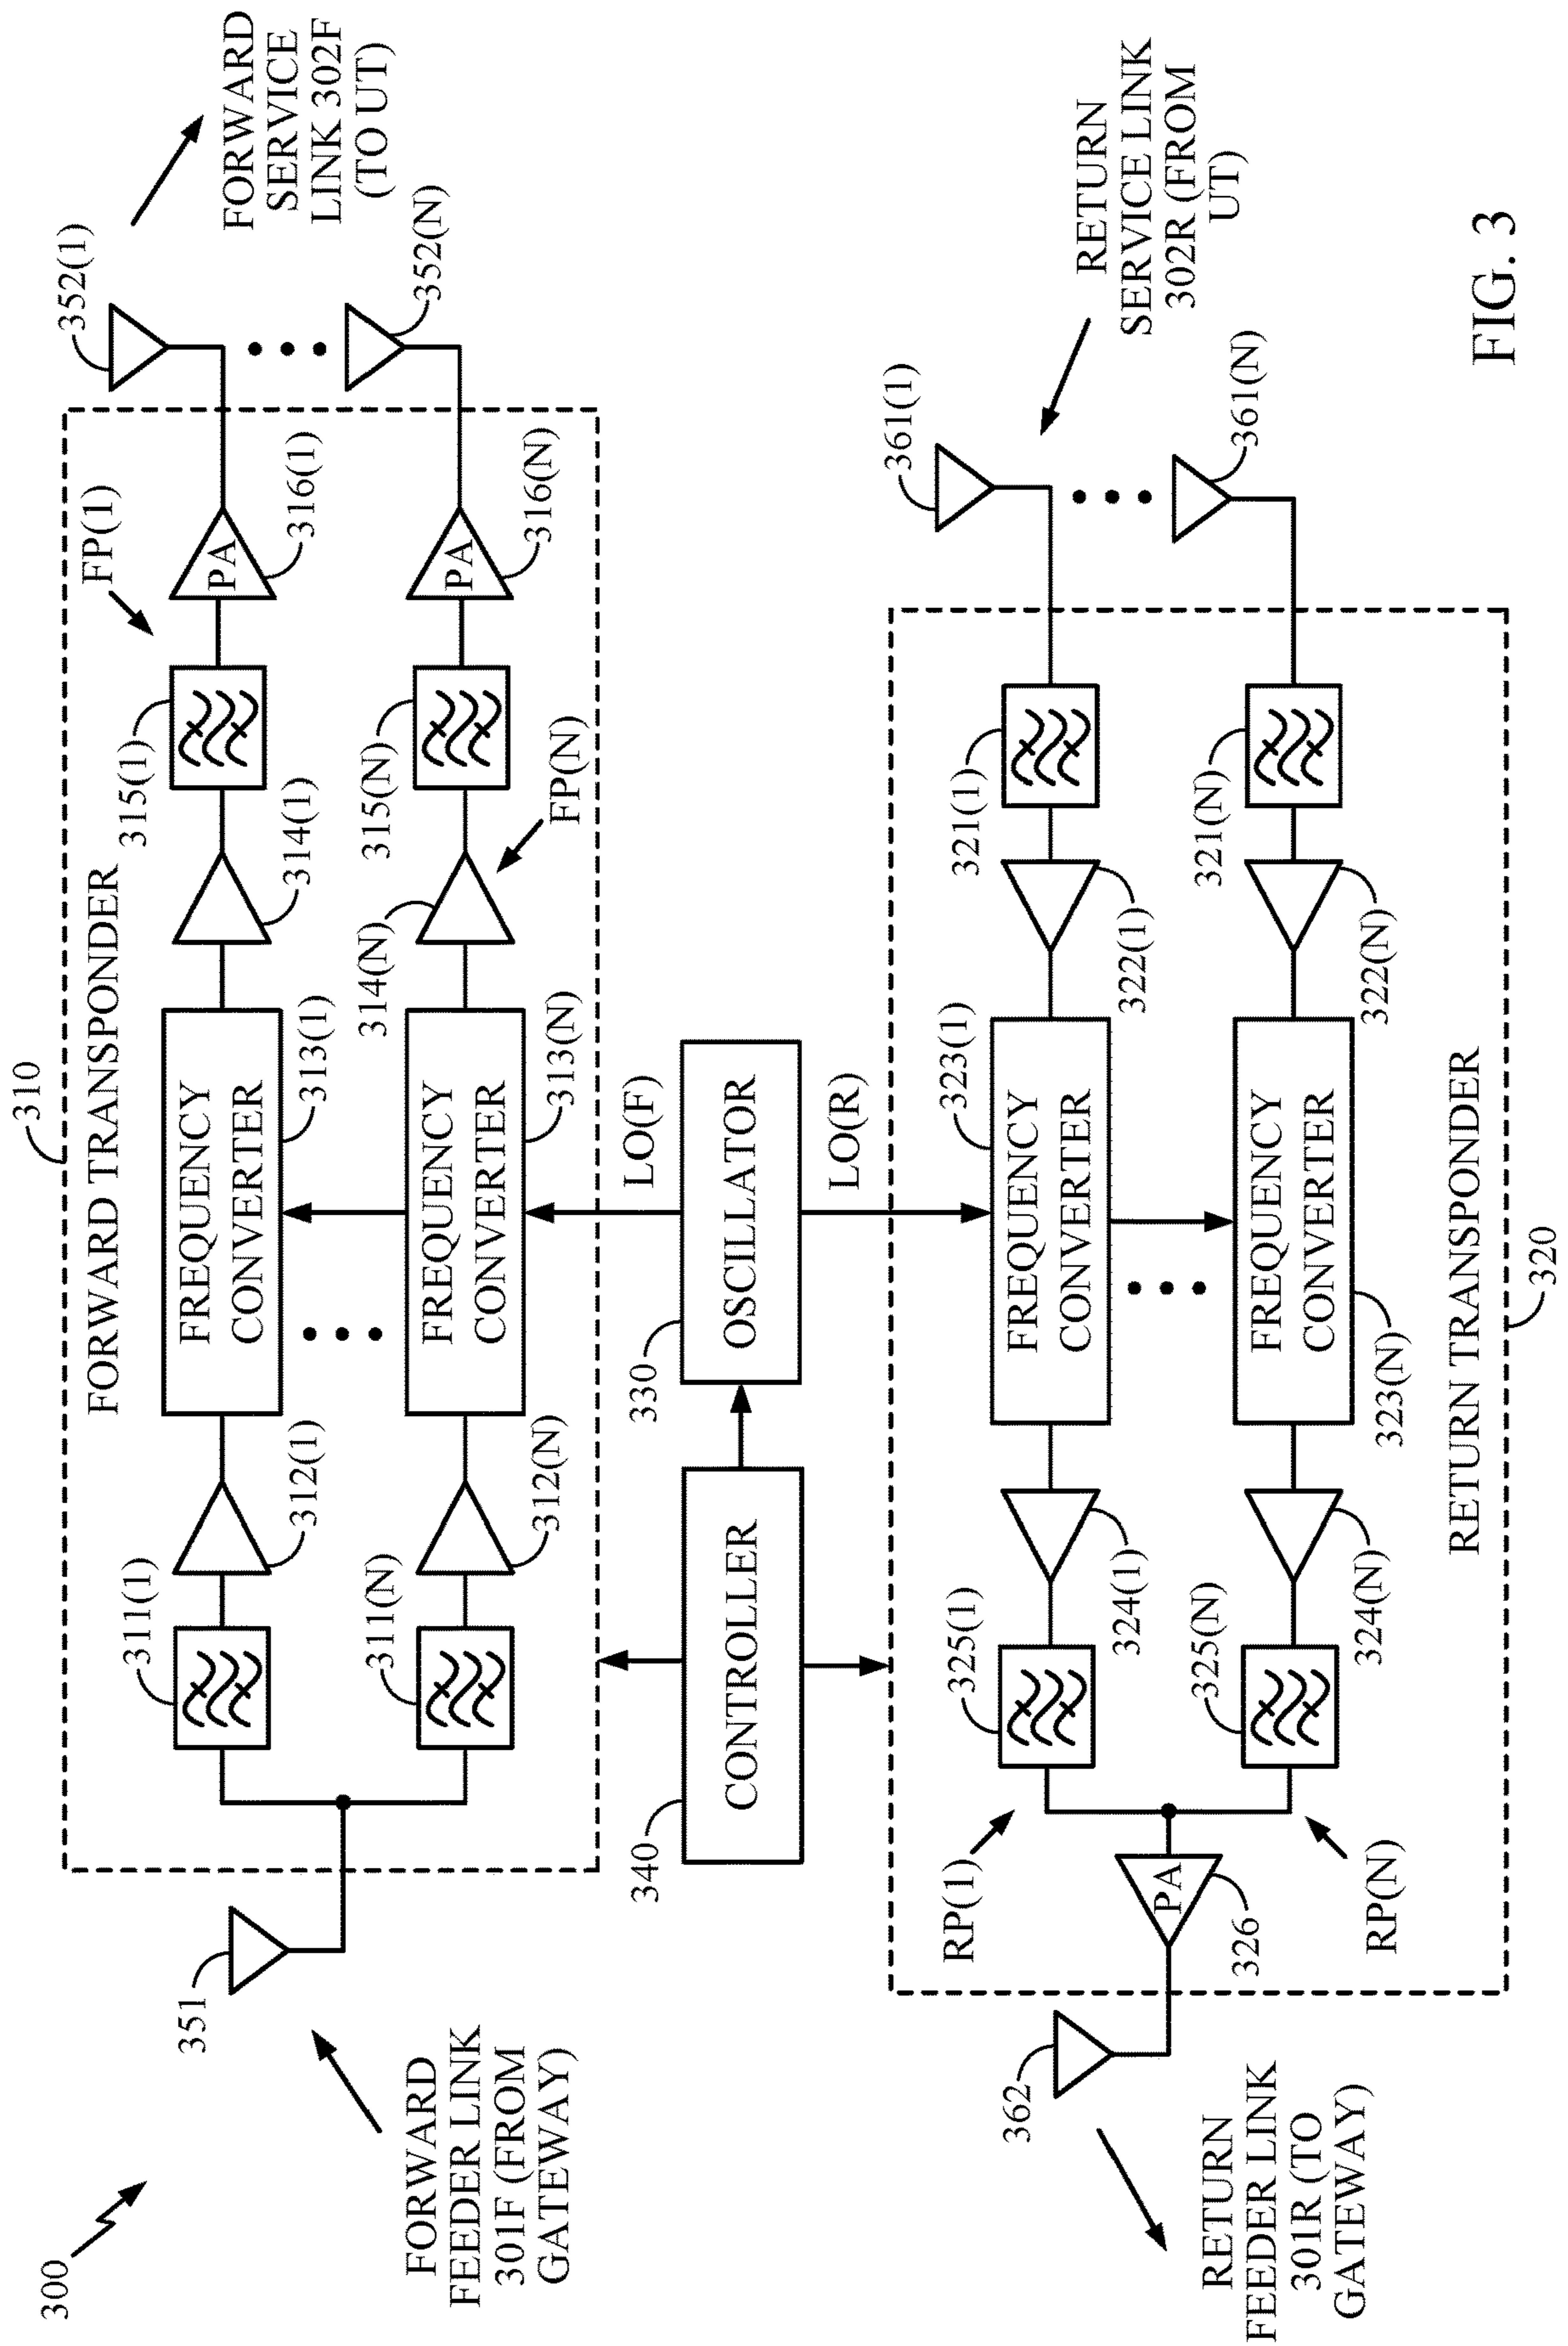 300
310
FORWARD TRANSPONDER
FORWARD
FEEDER LINK
301F (FROM
GATEWAY)
351
311(1)
312(1)
FREQUENCY
CONVERTER
313(1)
314(1)
315(1)
FP(1)
PA
316(1)
352(1)
FORWARD
SERVICE
LINK 302F
(TO UT)
311(N)
312(N)
FREQUENCY
CONVERTER
313(N)
314(N)
315(N)
FP(N)
PA
316(N)
352(N)
LO(F)
340
CONTROLLER
330
OSCILLATOR
LO(R)
RETURN
FEEDER LINK
301R (TO
GATEWAY)
362
PA
326
RP(1)
325(1)
324(1)
FREQUENCY
CONVERTER
323(1)
322(1)
321(1)
361(1)
RETURN
SERVICE LINK
302R (FROM
UT)
RP(N)
325(N)
324(N)
FREQUENCY
CONVERTER
323(N)
322(N)
321(N)
361(N)
RETURN TRANSPONDER
320
FIG. 3